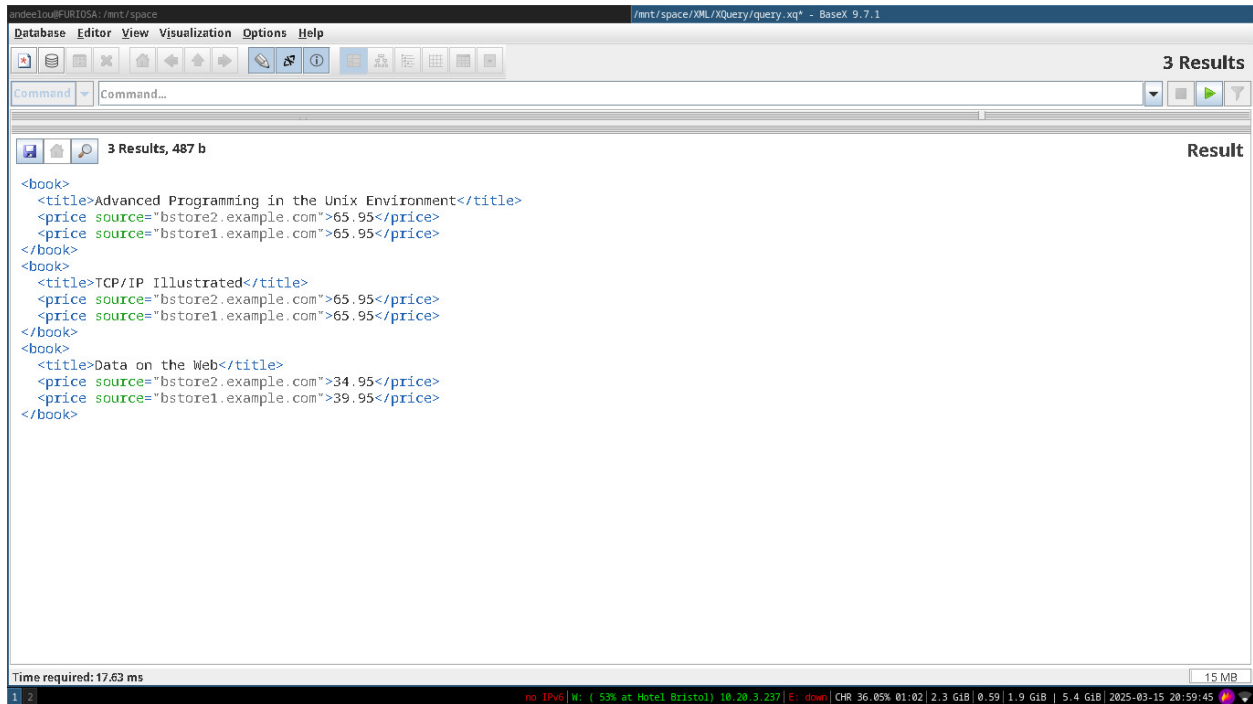 andeelou@FURIOSA:/mnt/space
/mnt/space/XML/XQuery/query.xq* - BaseX 9.7.1
Database Editor View Visualization Options Help
3 Results
Command
Command...
3 Results, 487 b
Result
<book>
  <title>Advanced Programming in the Unix Environment</title>
  <price source="bstore2.example.com">65.95</price>
  <price source="bstore1.example.com">65.95</price>
</book>
<book>
  <title>TCP/IP Illustrated</title>
  <price source="bstore2.example.com">65.95</price>
  <price source="bstore1.example.com">65.95</price>
</book>
<book>
  <title>Data on the Web</title>
  <price source="bstore2.example.com">34.95</price>
  <price source="bstore1.example.com">39.95</price>
</book>
Time required: 17.63 ms
15 MB
1 2
no IPv6|W: ( 53% at Hotel Bristol) 10.20.3.237|E: down|CHR 36.05% 01:02|2.3 GiB|0.59|1.9 GiB | 5.4 GiB|2025-03-15 20:59:45